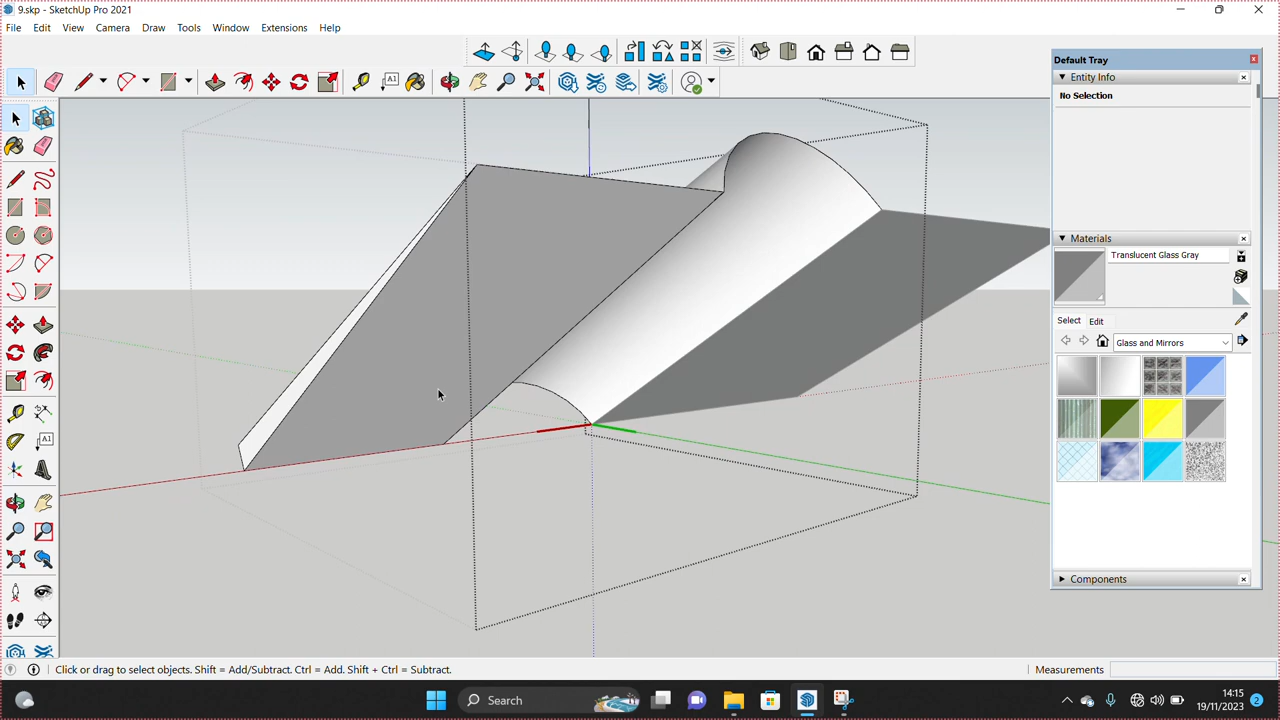 9.skp - SketchUp Pro 2021
File Edit View Camera Draw Tools Window Extensions Help
Default Tray
Entity Info
No Selection
Materials
Translucent Glass Gray
Select Edit
Glass and Mirrors
Components
Click or drag to select objects. Shift = Add/Subtract. Ctrl = Add. Shift + Ctrl = Subtract.
Measurements
Search
14:15
19/11/2023
2